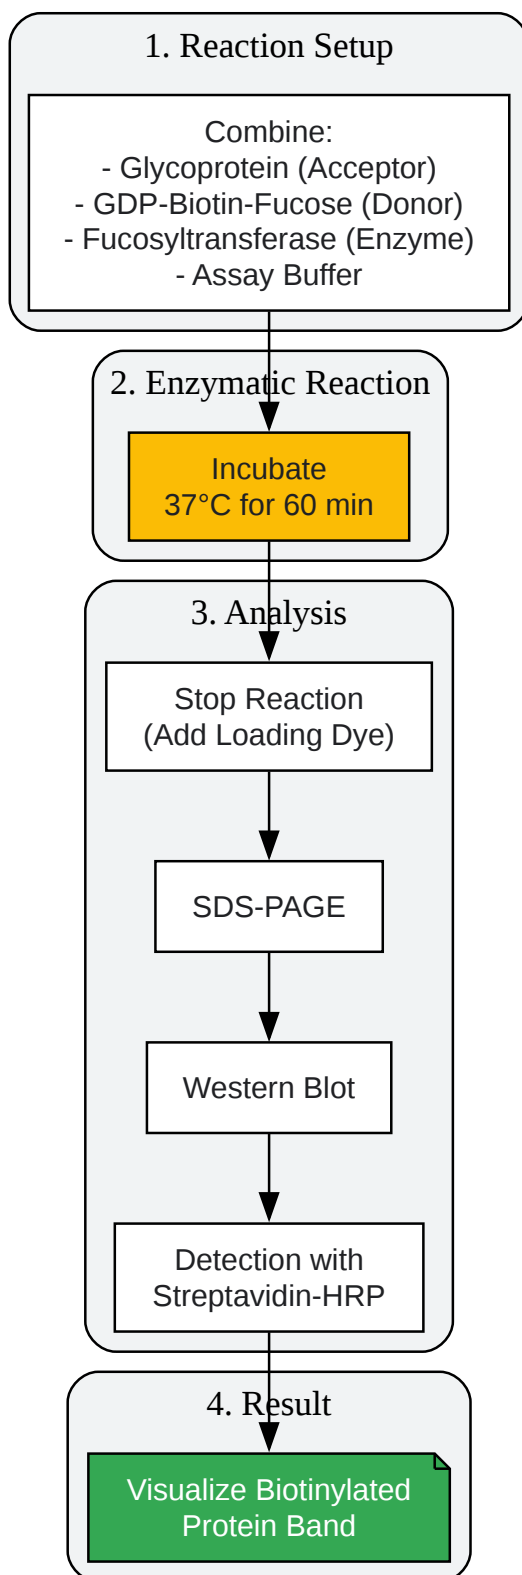 1. Reaction Setup
Combine:
- Glycoprotein (Acceptor)
- GDP-Biotin-Fucose (Donor)
- Fucosyltransferase (Enzyme)
- Assay Buffer
2. Enzymatic Reaction
Incubate
37°C for 60 min
3. Analysis
Stop Reaction
(Add Loading Dye)
SDS-PAGE
Western Blot
Detection with
Streptavidin-HRP
4. Result
Visualize Biotinylated
Protein Band